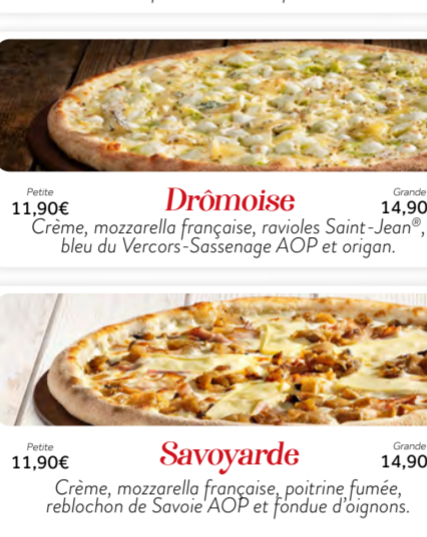 Petite
Drômoise
Grande
11,90€
14,90
Crème, mozzarella française, ravioles Saint-Jean®,
bleu du Vercors-Sassenage AOP et origan.
Petite
Savoyarde
Grande
11,90€
14,90
Crème, mozzarella française, poitrine fumée,
reblochon de Savoie AOP et fondue d'oignons.